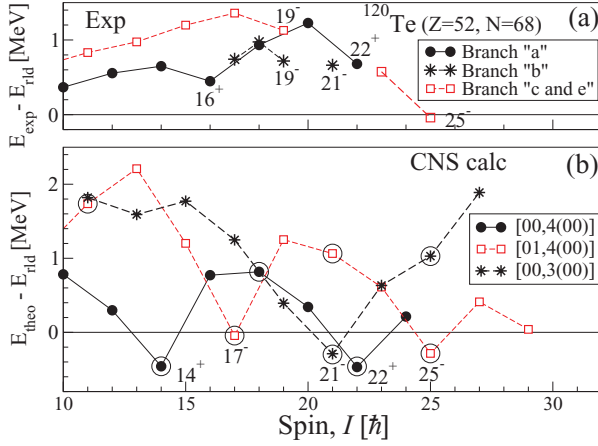 Exp
19-
120Te (Z=52, N=68)
(a)
Branch "a"
Branch "b"
Branch "c and e"
16+
19-
21-
22+
25-
Eexp- Erld [MeV]
0
1
CNS calc
(b)
[00,4(00)]
[01,4(00)]
[00,3(00)]
14+
17-
21-
22+
25-
Etheo- Erld [MeV]
0
1
2
10 15 20 25 30
Spin, I [ħ]